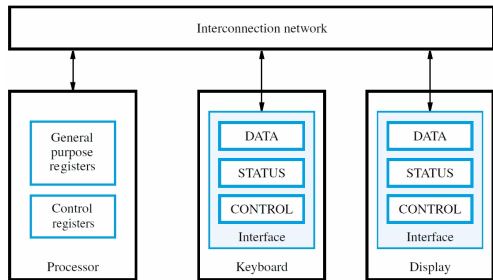 Interconnection network
General
purpose
registers
Control
registers
Processor
DATA
STATUS
CONTROL
Interface
Keyboard
DATA
STATUS
CONTROL
Interface
Display